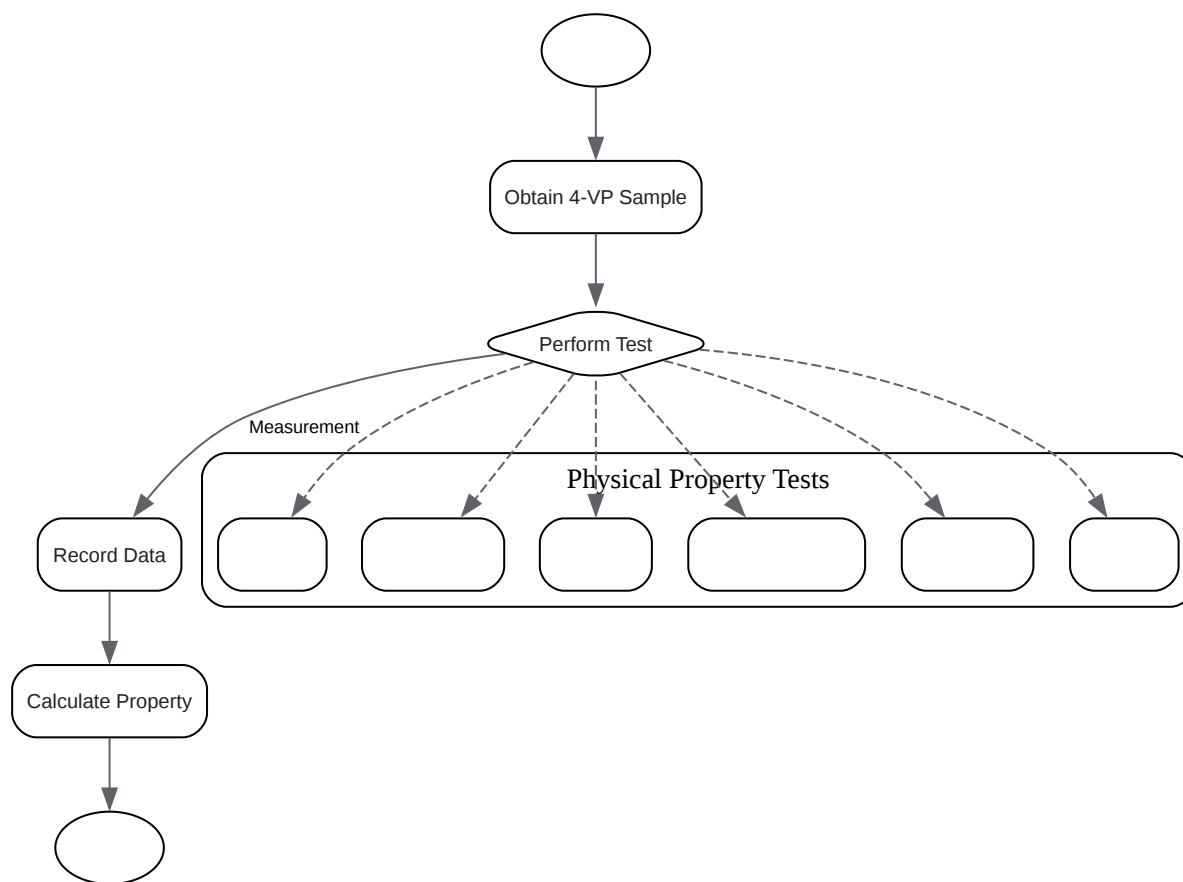 Obtain 4-VP Sample
Perform Test
Measurement
Physical Property Tests
Record Data
Calculate Property